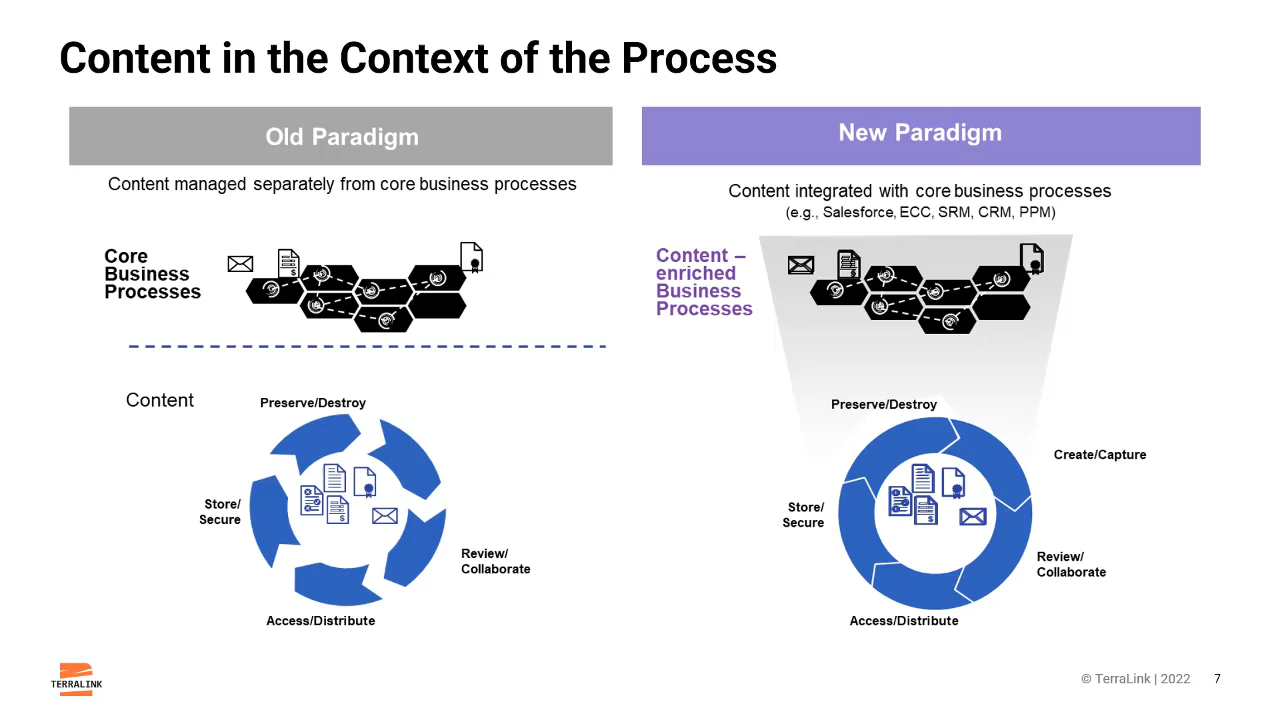 Content in the Context of the Process
Old Paradigm
Content managed separately from core business processes
Core
Business
Processes
Content
Preserve/Destroy
Store/
Secure
Review/
Collaborate
Access/Distribute
New Paradigm
Content integrated with core business processes
(e.g., Salesforce, ECC, SRM, CRM, PPM)
Content –
enriched
Business
Processes
Preserve/Destroy
Create/Capture
Store/
Secure
Review/
Collaborate
Access/Distribute
TERRALINK
© TerraLink | 2022
7